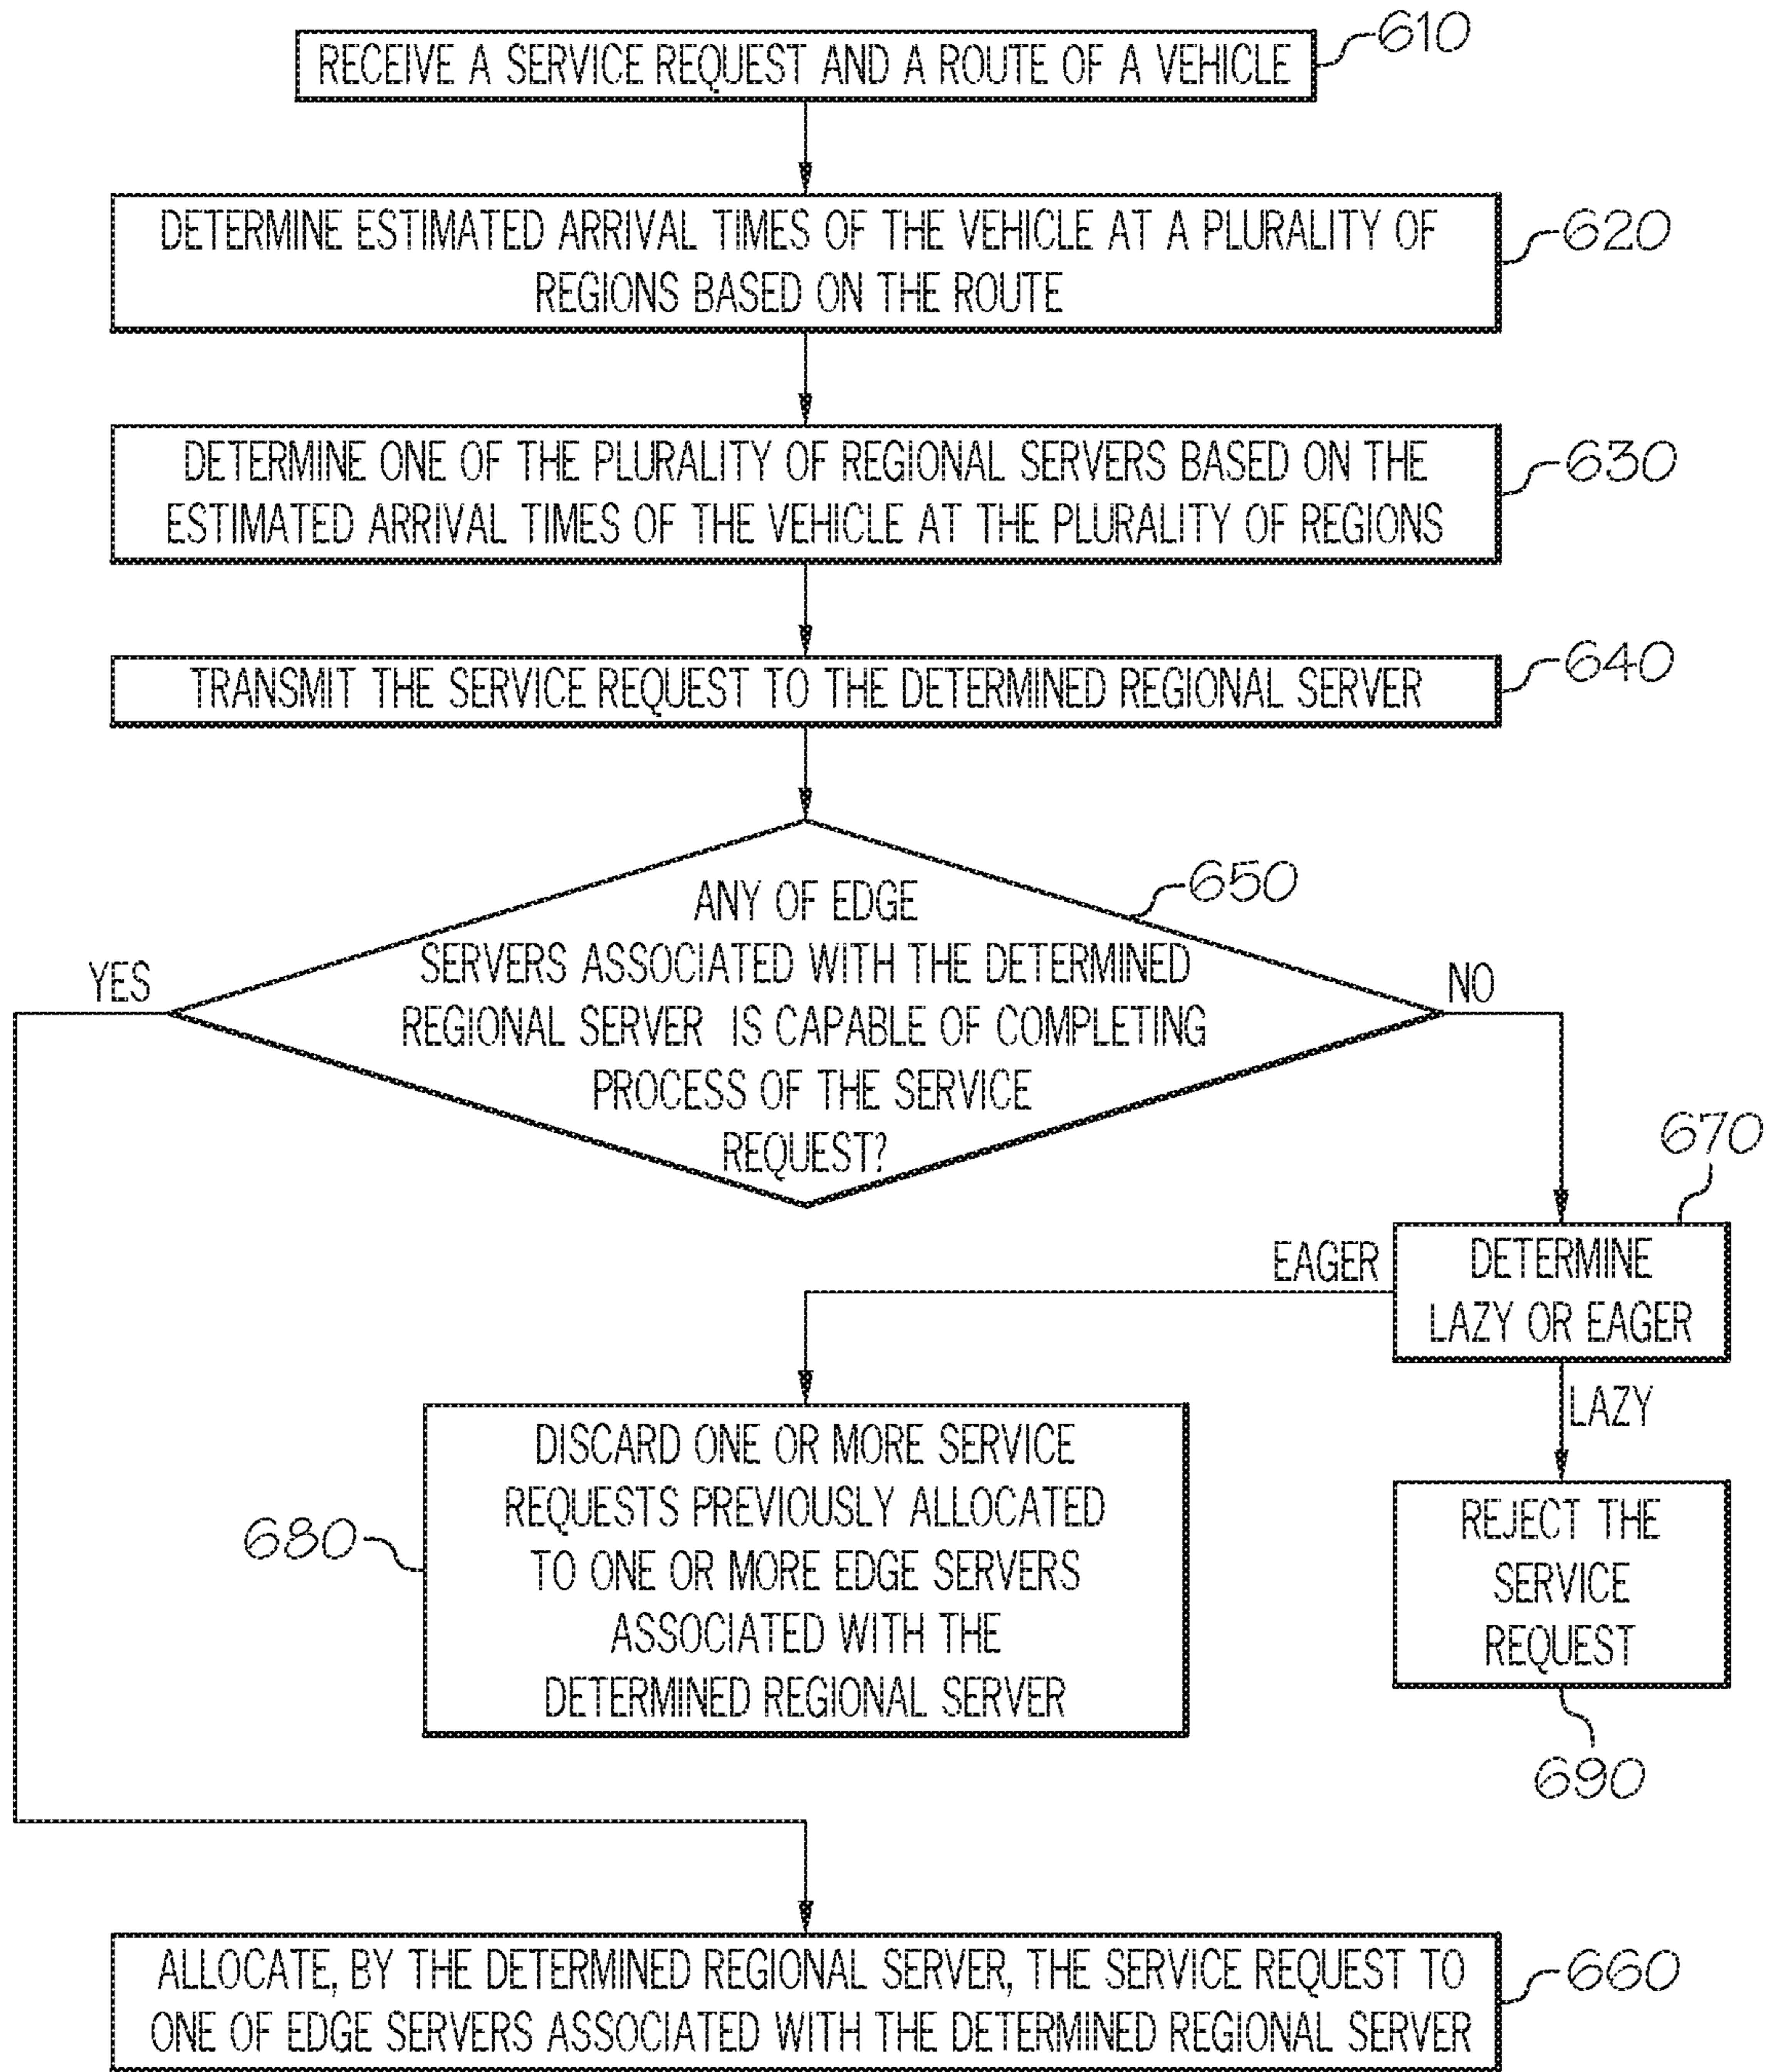 RECEIVE A SERVICE REQUEST AND A ROUTE OF A VEHICLE
610
DETERMINE ESTIMATED ARRIVAL TIMES OF THE VEHICLE AT A PLURALITY OF
REGIONS BASED ON THE ROUTE
620
DETERMINE ONE OF THE PLURALITY OF REGIONAL SERVERS BASED ON THE
ESTIMATED ARRIVAL TIMES OF THE VEHICLE AT THE PLURALITY OF REGIONS
630
TRANSMIT THE SERVICE REQUEST TO THE DETERMINED REGIONAL SERVER
640
ANY OF EDGE
SERVERS ASSOCIATED WITH THE DETERMINED
REGIONAL SERVER IS CAPABLE OF COMPLETING
PROCESS OF THE SERVICE
REQUEST?
650
YES
NO
670
DETERMINE
LAZY OR EAGER
EAGER
LAZY
DISCARD ONE OR MORE SERVICE
REQUESTS PREVIOUSLY ALLOCATED
TO ONE OR MORE EDGE SERVERS
ASSOCIATED WITH THE
DETERMINED REGIONAL SERVER
680
REJECT THE
SERVICE
REQUEST
690
ALLOCATE, BY THE DETERMINED REGIONAL SERVER, THE SERVICE REQUEST TO
ONE OF EDGE SERVERS ASSOCIATED WITH THE DETERMINED REGIONAL SERVER
660